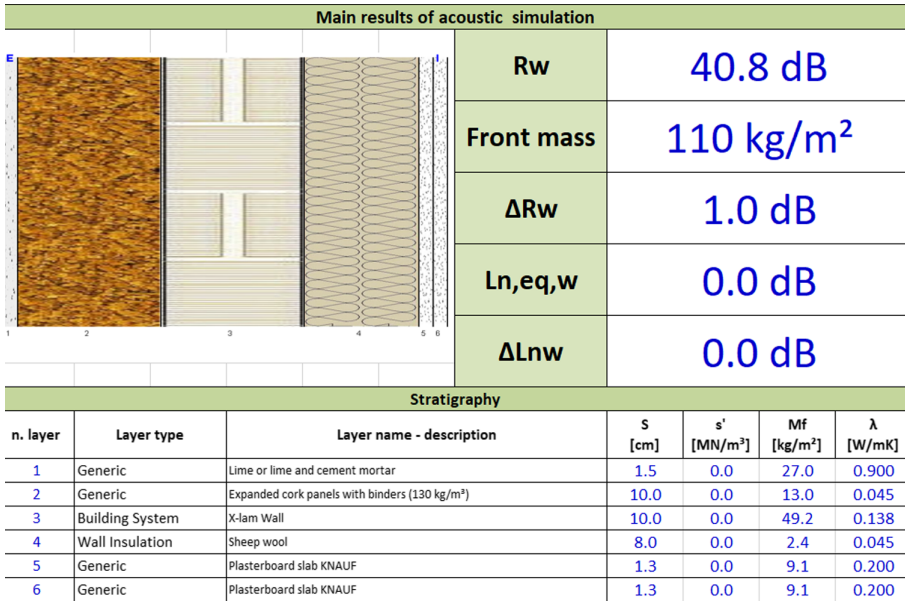 Main results of acoustic simulation
E I
1 2 3 4 5 6
Rw 40.8 dB
Front mass 110 kg/m²
ΔRw 1.0 dB
Ln,eq,w 0.0 dB
ΔLnw 0.0 dB
Stratigraphy
n. layer Layer type Layer name - description S [cm] s' [MN/m³] Mf [kg/m²] λ [W/mK]
1 Generic Lime or lime and cement mortar 1.5 0.0 27.0 0.900
2 Generic Expanded cork panels with binders (130 kg/m³) 10.0 0.0 13.0 0.045
3 Building System X-lam Wall 10.0 0.0 49.2 0.138
4 Wall Insulation Sheep wool 8.0 0.0 2.4 0.045
5 Generic Plasterboard slab KNAUF 1.3 0.0 9.1 0.200
6 Generic Plasterboard slab KNAUF 1.3 0.0 9.1 0.200